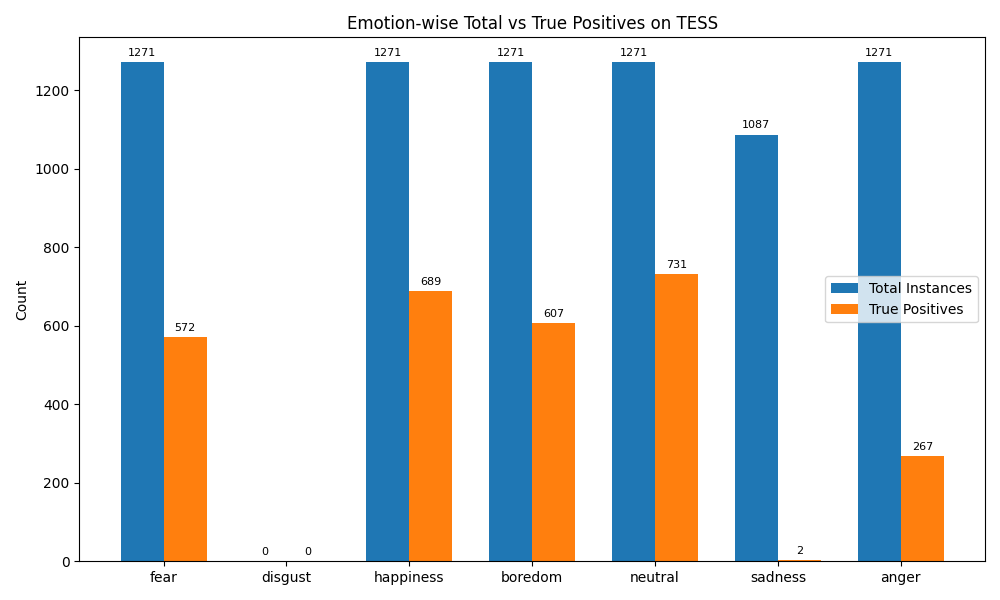 Emotion-wise Total vs True Positives on TESS
Count
1200
1000
800
600
400
200
0
1271
572
0
0
1271
689
1271
607
1271
731
1087
2
1271
267
Total Instances
True Positives
fear
disgust
happiness
boredom
neutral
sadness
anger